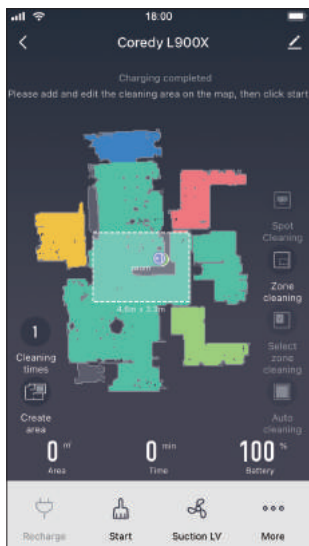 18:00
Coredy L900X
Charging completed
Please add and edit the cleaning area on the map, then click start
Spot
Cleaning
Zone
cleaning
4.6m x 3.3m
1
Cleaning
times
Select
zone
cleaning
Create
area
Auto
cleaning
0 ㎡
Area
0 min
Time
100 %
Battery
Recharge
Start
Suction LV
More